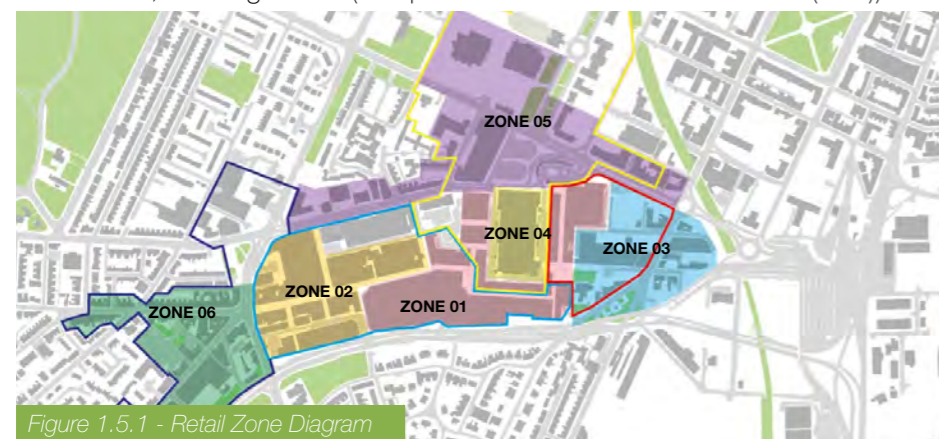 ZONE 05
ZONE 04
ZONE 03
ZONE 02
ZONE 01
ZONE 06
Figure 1.5.1 - Retail Zone Diagram